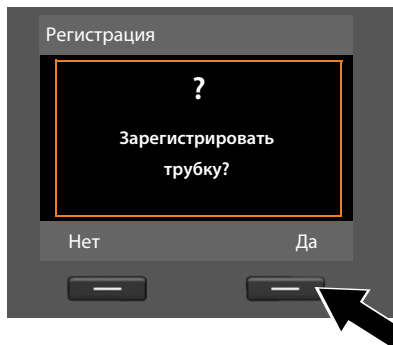 Регистрация
?
Зарегистрировать
трубку?
Нет Да